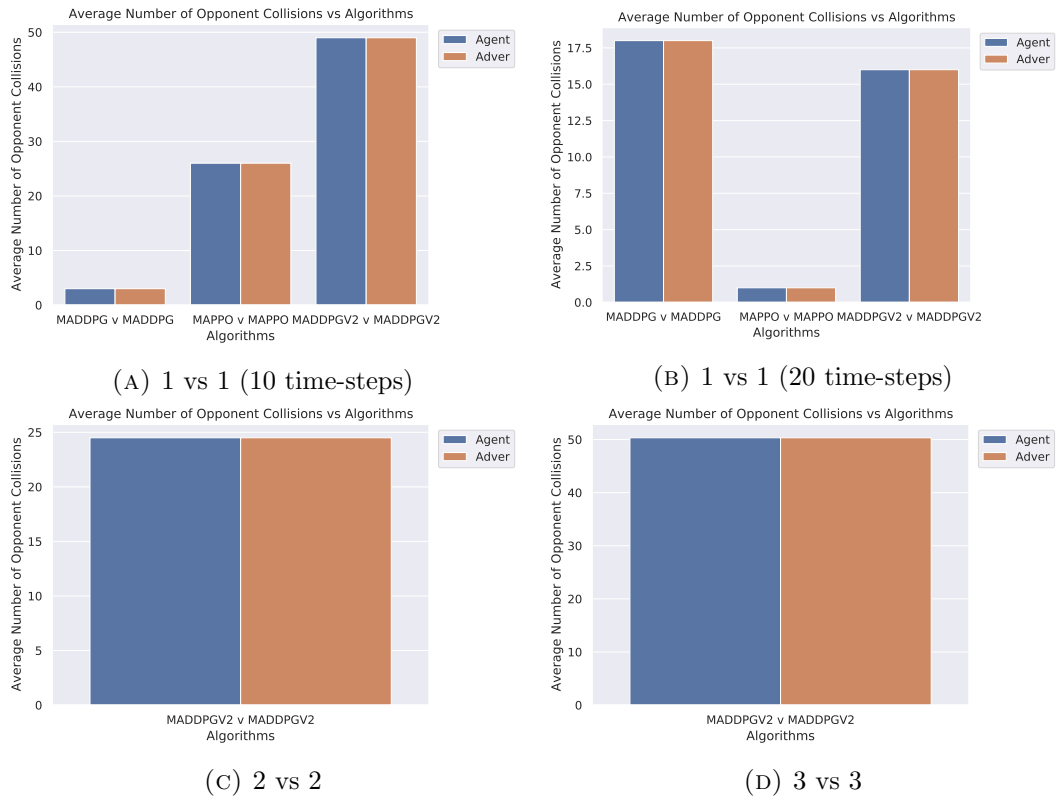 Average Number of Opponent Collisions vs Algorithms
Average Number of Opponent Collisions
50
40
30
20
10
0
MADDPG v MADDPG MAPPO v MAPPO MADDPGV2 v MADDPGV2
Algorithms
Agent
Adver
(A) 1 vs 1 (10 time-steps)
Average Number of Opponent Collisions vs Algorithms
Average Number of Opponent Collisions
17.5
15.0
12.5
10.0
7.5
5.0
2.5
0.0
MADDPG v MADDPG MAPPO v MAPPO MADDPGV2 v MADDPGV2
Algorithms
Agent
Adver
(B) 1 vs 1 (20 time-steps)
Average Number of Opponent Collisions vs Algorithms
Average Number of Opponent Collisions
25
20
15
10
5
0
MADDPGV2 v MADDPGV2
Algorithms
Agent
Adver
(C) 2 vs 2
Average Number of Opponent Collisions vs Algorithms
Average Number of Opponent Collisions
50
40
30
20
10
0
MADDPGV2 v MADDPGV2
Algorithms
Agent
Adver
(D) 3 vs 3